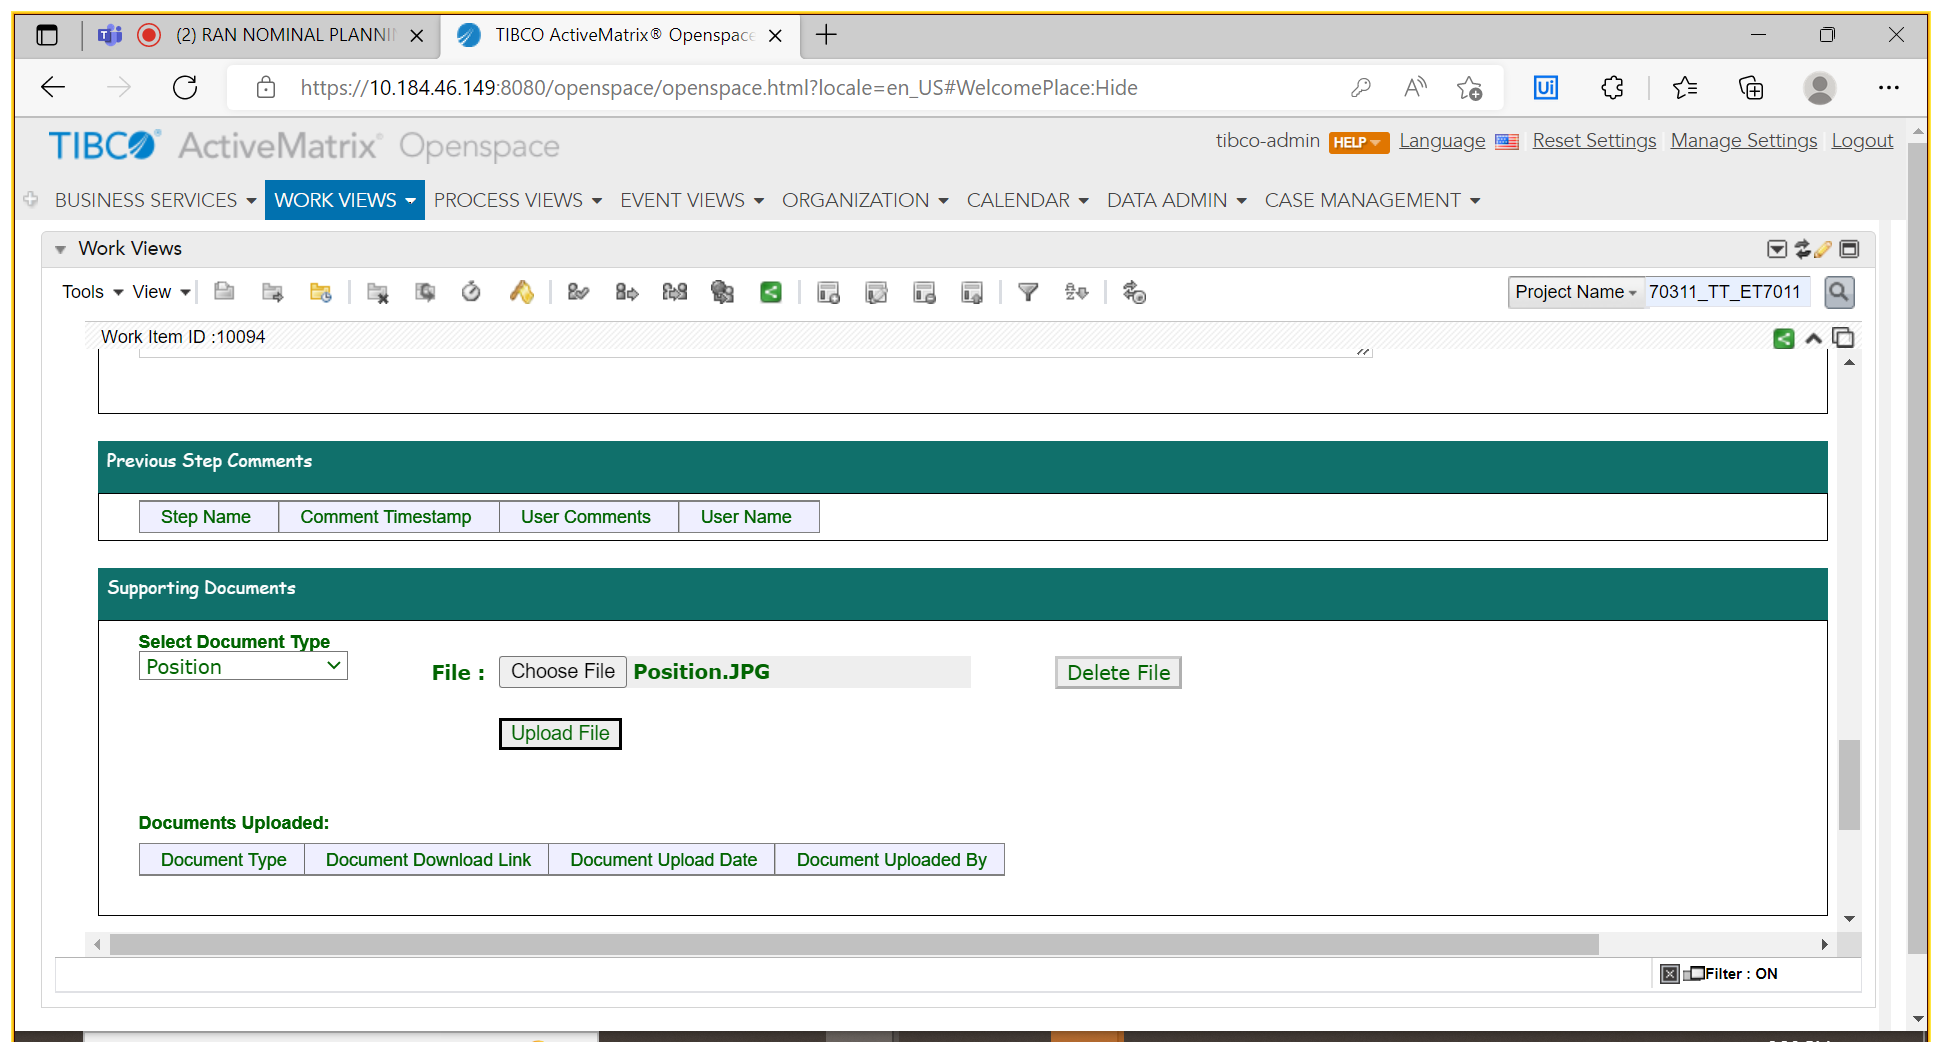 (2) RAN NOMINAL PLANNI
TIBCO ActiveMatrix® Openspace
https://10.184.46.149:8080/openspace/openspace.html?locale=en_US#WelcomePlace:Hide
Ui
TIBCO® ActiveMatrix® Openspace
tibco-admin HELP Language Reset Settings Manage Settings Logout
BUSINESS SERVICES WORK VIEWS PROCESS VIEWS EVENT VIEWS ORGANIZATION CALENDAR DATA ADMIN CASE MANAGEMENT
Work Views
Tools View Project Name 70311_TT_ET7011
Work Item ID :10094
Previous Step Comments
Step Name Comment Timestamp User Comments User Name
Supporting Documents
Select Document Type
Position
File : Choose File Position.JPG Delete File
Upload File
Documents Uploaded:
Document Type Document Download Link Document Upload Date Document Uploaded By
Filter : ON